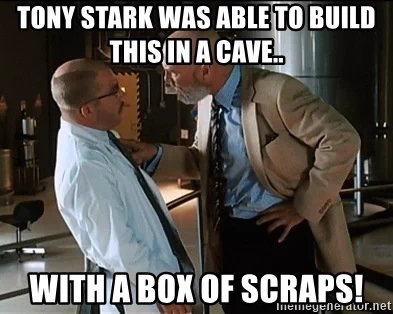 TONY STARK WAS ABLE TO BUILD
THIS IN A CAVE..
WITH A BOX OF SCRAPS!
memegenerator.net